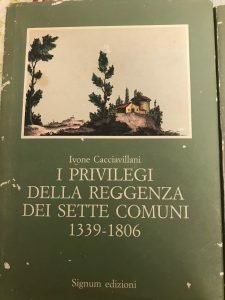 Ivone Cacciavillani
I PRIVILEGI
DELLA REGGENZA
DEI SETTE COMUNI
1339-1806
Signum edizioni